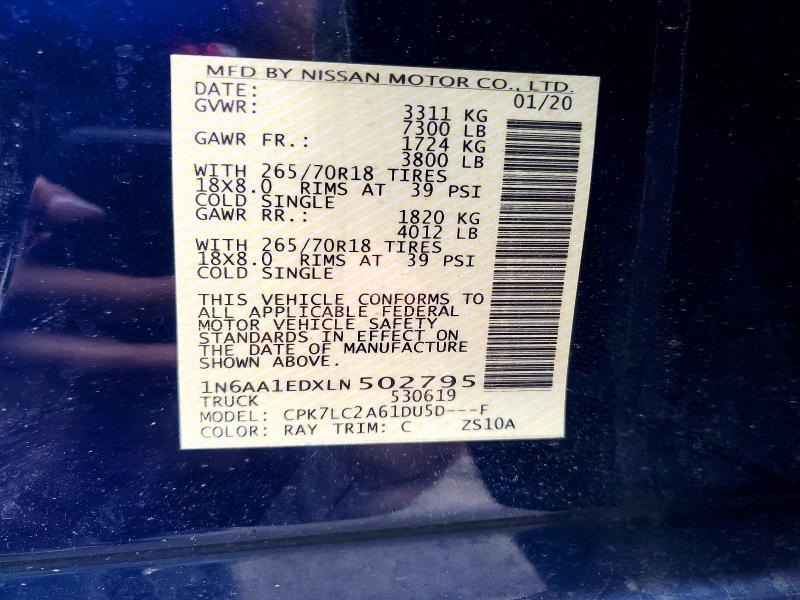 MFD BY NISSAN MOTOR CO., LTD.
DATE: 01/20
GVWR: 3311 KG
7300 LB
GAWR FR.: 1724 KG
3800 LB
WITH 265/70R18 TIRES
18X8.0 RIMS AT 39 PSI
COLD SINGLE
GAWR RR.: 1820 KG
4012 LB
WITH 265/70R18 TIRES
18X8.0 RIMS AT 39 PSI
COLD SINGLE
THIS VEHICLE CONFORMS TO
ALL APPLICABLE FEDERAL
MOTOR VEHICLE SAFETY
STANDARDS IN EFFECT ON
THE DATE OF MANUFACTURE
SHOWN ABOVE.
1N6AA1EDXLN502795
TRUCK 530619
MODEL: CPK7LC2A61DU5D---F
COLOR: RAY TRIM: C ZS10A